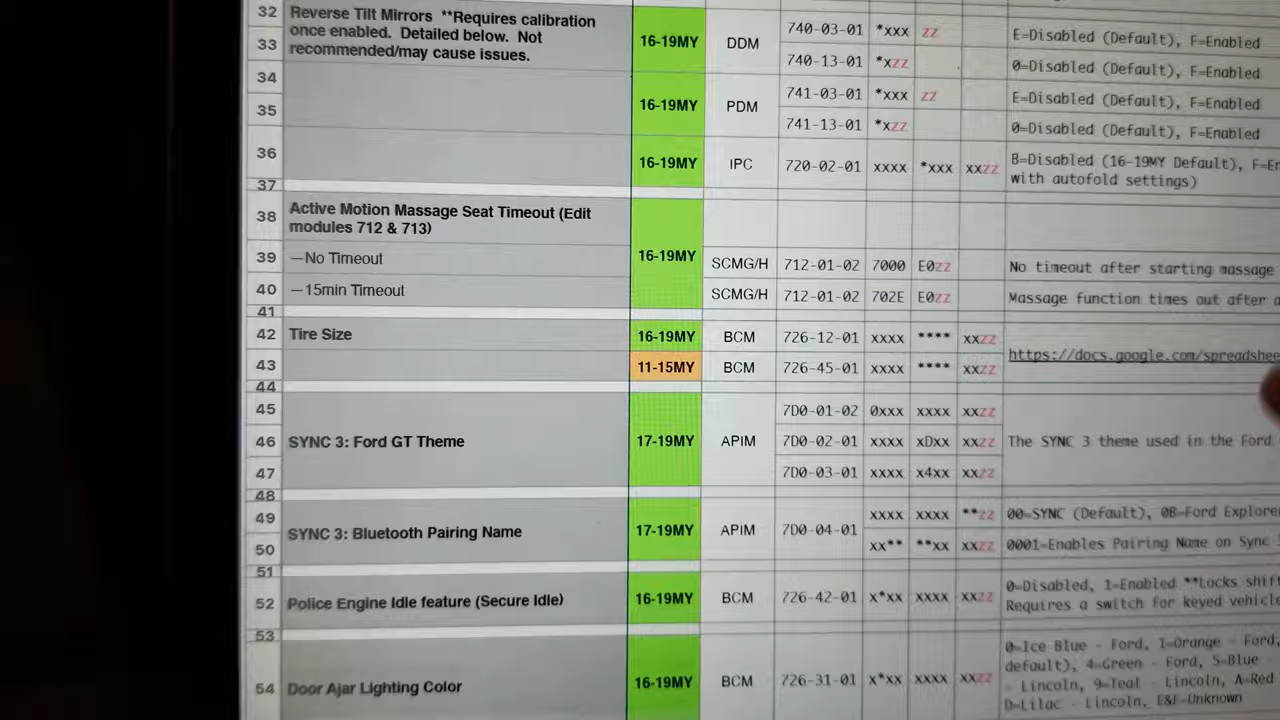 32 Reverse Tilt Mirrors **Requires calibration
once enabled. Detailed below. Not
recommended/may cause issues.
16-19MY DDM 740-03-01 *xxx zz E=Disabled (Default), F=Enabled
33 740-13-01 *xzz 0=Disabled (Default), F=Enabled
34 16-19MY PDM 741-03-01 *xxx zz E=Disabled (Default), F=Enabled
35 741-13-01 *xzz 0=Disabled (Default), F=Enabled
36 16-19MY IPC 720-02-01 xxxx *xxx xxzz B=Disabled (16-19MY Default), F=En
with autofold settings)
37
38 Active Motion Massage Seat Timeout (Edit
modules 712 & 713)
16-19MY
39 —No Timeout SCMG/H 712-01-02 7000 E0zz No timeout after starting massage
40 —15min Timeout SCMG/H 712-01-02 702E E0zz Massage function times out after
41
42 Tire Size 16-19MY BCM 726-12-01 xxxx **** xxzz
https://docs.google.com/spreadshee
43 11-15MY BCM 726-45-01 xxxx **** xxzz
44
45 7D0-01-02 0xxx xxxx xxzz
46 SYNC 3: Ford GT Theme 17-19MY APIM 7D0-02-01 xxxx xDxx xxzz The SYNC 3 theme used in the Ford
47 7D0-03-01 xxxx x4xx xxzz
48
49 xxxx xxxx **zz 00=SYNC (Default), 0B=Ford Explore
SYNC 3: Bluetooth Pairing Name 17-19MY APIM 7D0-04-01
50 xx** **xx xxzz 0001=Enables Pairing Name on Sync
51
52 Police Engine Idle feature (Secure Idle) 16-19MY BCM 726-42-01 x*xx xxxx xxzz 0=Disabled, 1=Enabled **Locks shift
Requires a switch for keyed vehicl
53
54 Door Ajar Lighting Color 16-19MY BCM 726-31-01 x*xx xxxx xxzz 0=Ice Blue - Ford, 1=Orange - Ford,
default), 4=Green - Ford, 5=Blue -
- Lincoln, 9=Teal - Lincoln, A=Red
D=Lilac - Lincoln, E&F=Unknown